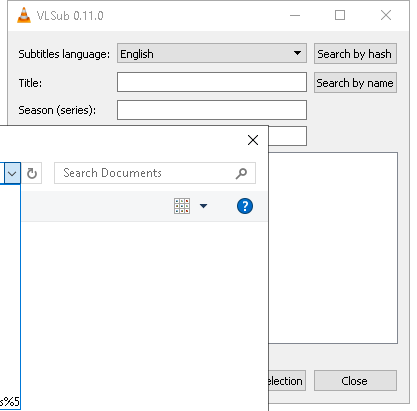 VLSub 0.11.0
Subtitles language:
English
Search by hash
Title:
Search by name
Season (series):
Search Documents
?
s%5
election
Close